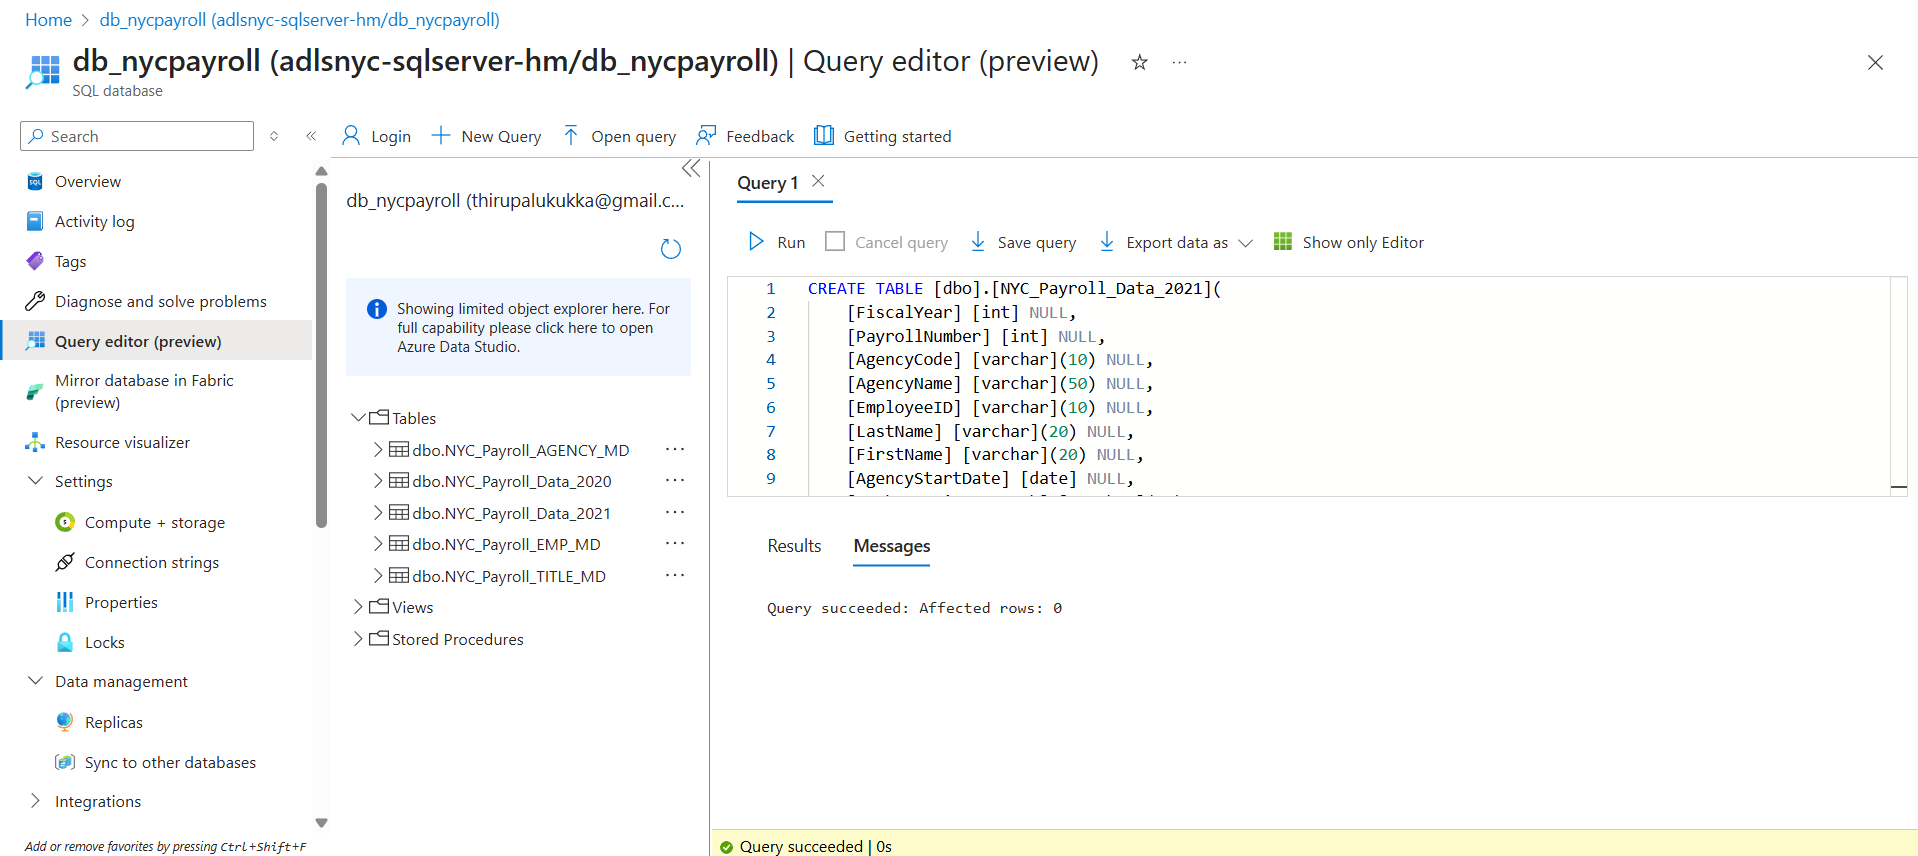 Home > db_nycpayroll (adlsnyc-sqlserver-hm/db_nycpayroll)
db_nycpayroll (adlsnyc-sqlserver-hm/db_nycpayroll) | Query editor (preview)
SQL database
Search
Login
New Query
Open query
Feedback
Getting started
Overview
Activity log
Tags
Diagnose and solve problems
Query editor (preview)
Mirror database in Fabric
(preview)
Resource visualizer
Settings
Compute + storage
Connection strings
Properties
Locks
Data management
Replicas
Sync to other databases
Integrations
Add or remove favorites by pressing Ctrl+Shift+F
db_nycpayroll (thirupalukukka@gmail.c...
Showing limited object explorer here. For
full capability please click here to open
Azure Data Studio.
Tables
dbo.NYC_Payroll_AGENCY_MD
dbo.NYC_Payroll_Data_2020
dbo.NYC_Payroll_Data_2021
dbo.NYC_Payroll_EMP_MD
dbo.NYC_Payroll_TITLE_MD
Views
Stored Procedures
Query 1
Run
Cancel query
Save query
Export data as
Show only Editor
1 CREATE TABLE [dbo].[NYC_Payroll_Data_2021](
2 [FiscalYear] [int] NULL,
3 [PayrollNumber] [int] NULL,
4 [AgencyCode] [varchar](10) NULL,
5 [AgencyName] [varchar](50) NULL,
6 [EmployeeID] [varchar](10) NULL,
7 [LastName] [varchar](20) NULL,
8 [FirstName] [varchar](20) NULL,
9 [AgencyStartDate] [date] NULL,
Results
Messages
Query succeeded: Affected rows: 0
Query succeeded | 0s